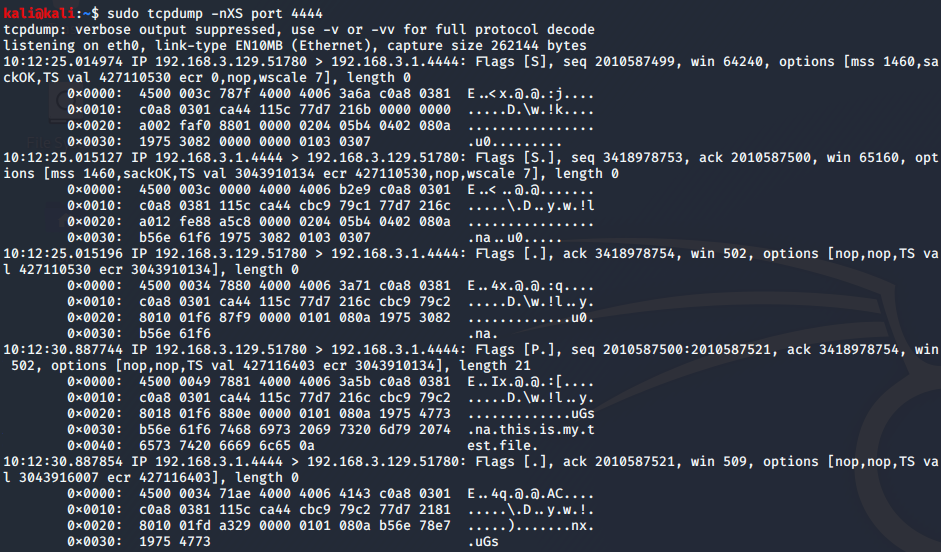 kali@kali:~$ sudo tcpdump -nXS port 4444
tcpdump: verbose output suppressed, use -v or -vv for full protocol decode
listening on eth0, link-type EN10MB (Ethernet), capture size 262144 bytes
10:12:25.014974 IP 192.168.3.129.51780 > 192.168.3.1.4444: Flags [S], seq 2010587499, win 64240, options [mss 1460,sa
ckOK,TS val 427110530 ecr 0,nop,wscale 7], length 0
0x0000: 4500 003c 787f 4000 4006 3a6a c0a8 0381 E..<x.@.@.:j....
0x0010: c0a8 0301 ca44 115c 77d7 216b 0000 0000 .....D.\w.!k....
0x0020: a002 faf0 8801 0000 0204 05b4 0402 080a ................
0x0030: 1975 3082 0000 0000 0103 0307 .u0.........
10:12:25.015127 IP 192.168.3.1.4444 > 192.168.3.129.51780: Flags [S.], seq 3418978753, ack 2010587500, win 65160, opt
ions [mss 1460,sackOK,TS val 3043910134 ecr 427110530,nop,wscale 7], length 0
0x0000: 4500 003c 0000 4000 4006 b2e9 c0a8 0301 E..<..@.@.......
0x0010: c0a8 0381 115c ca44 cbc9 79c1 77d7 216c .....\.D..y.w.!l
0x0020: a012 fe88 a5c8 0000 0204 05b4 0402 080a ................
0x0030: b56e 61f6 1975 3082 0103 0307 .na..u0.....
10:12:25.015196 IP 192.168.3.129.51780 > 192.168.3.1.4444: Flags [.], ack 3418978754, win 502, options [nop,nop,TS va
l 427110530 ecr 3043910134], length 0
0x0000: 4500 0034 7880 4000 4006 3a71 c0a8 0381 E..4x.@.@.:q....
0x0010: c0a8 0301 ca44 115c 77d7 216c cbc9 79c2 .....D.\w.!l..y.
0x0020: 8010 01f6 87f9 0000 0101 080a 1975 3082 .............u0.
0x0030: b56e 61f6 .na.
10:12:30.887744 IP 192.168.3.129.51780 > 192.168.3.1.4444: Flags [P.], seq 2010587500:2010587521, ack 3418978754, win
502, options [nop,nop,TS val 427116403 ecr 3043910134], length 21
0x0000: 4500 0049 7881 4000 4006 3a5b c0a8 0381 E..Ix.@.@.:[....
0x0010: c0a8 0301 ca44 115c 77d7 216c cbc9 79c2 .....D.\w.!l..y.
0x0020: 8018 01f6 880e 0000 0101 080a 1975 4773 .............uGs
0x0030: b56e 61f6 7468 6973 2069 7320 6d79 2074 .na.this.is.my.t
0x0040: 6573 7420 6669 6c65 0a est.file.
10:12:30.887854 IP 192.168.3.1.4444 > 192.168.3.129.51780: Flags [.], ack 2010587521, win 509, options [nop,nop,TS va
l 3043916007 ecr 427116403], length 0
0x0000: 4500 0034 71ae 4000 4006 4143 c0a8 0301 E..4q.@.@.AC....
0x0010: c0a8 0381 115c ca44 cbc9 79c2 77d7 2181 .....\.D..y.w.!.
0x0020: 8010 01fd a329 0000 0101 080a b56e 78e7 .....).......nx.
0x0030: 1975 4773 .uGs